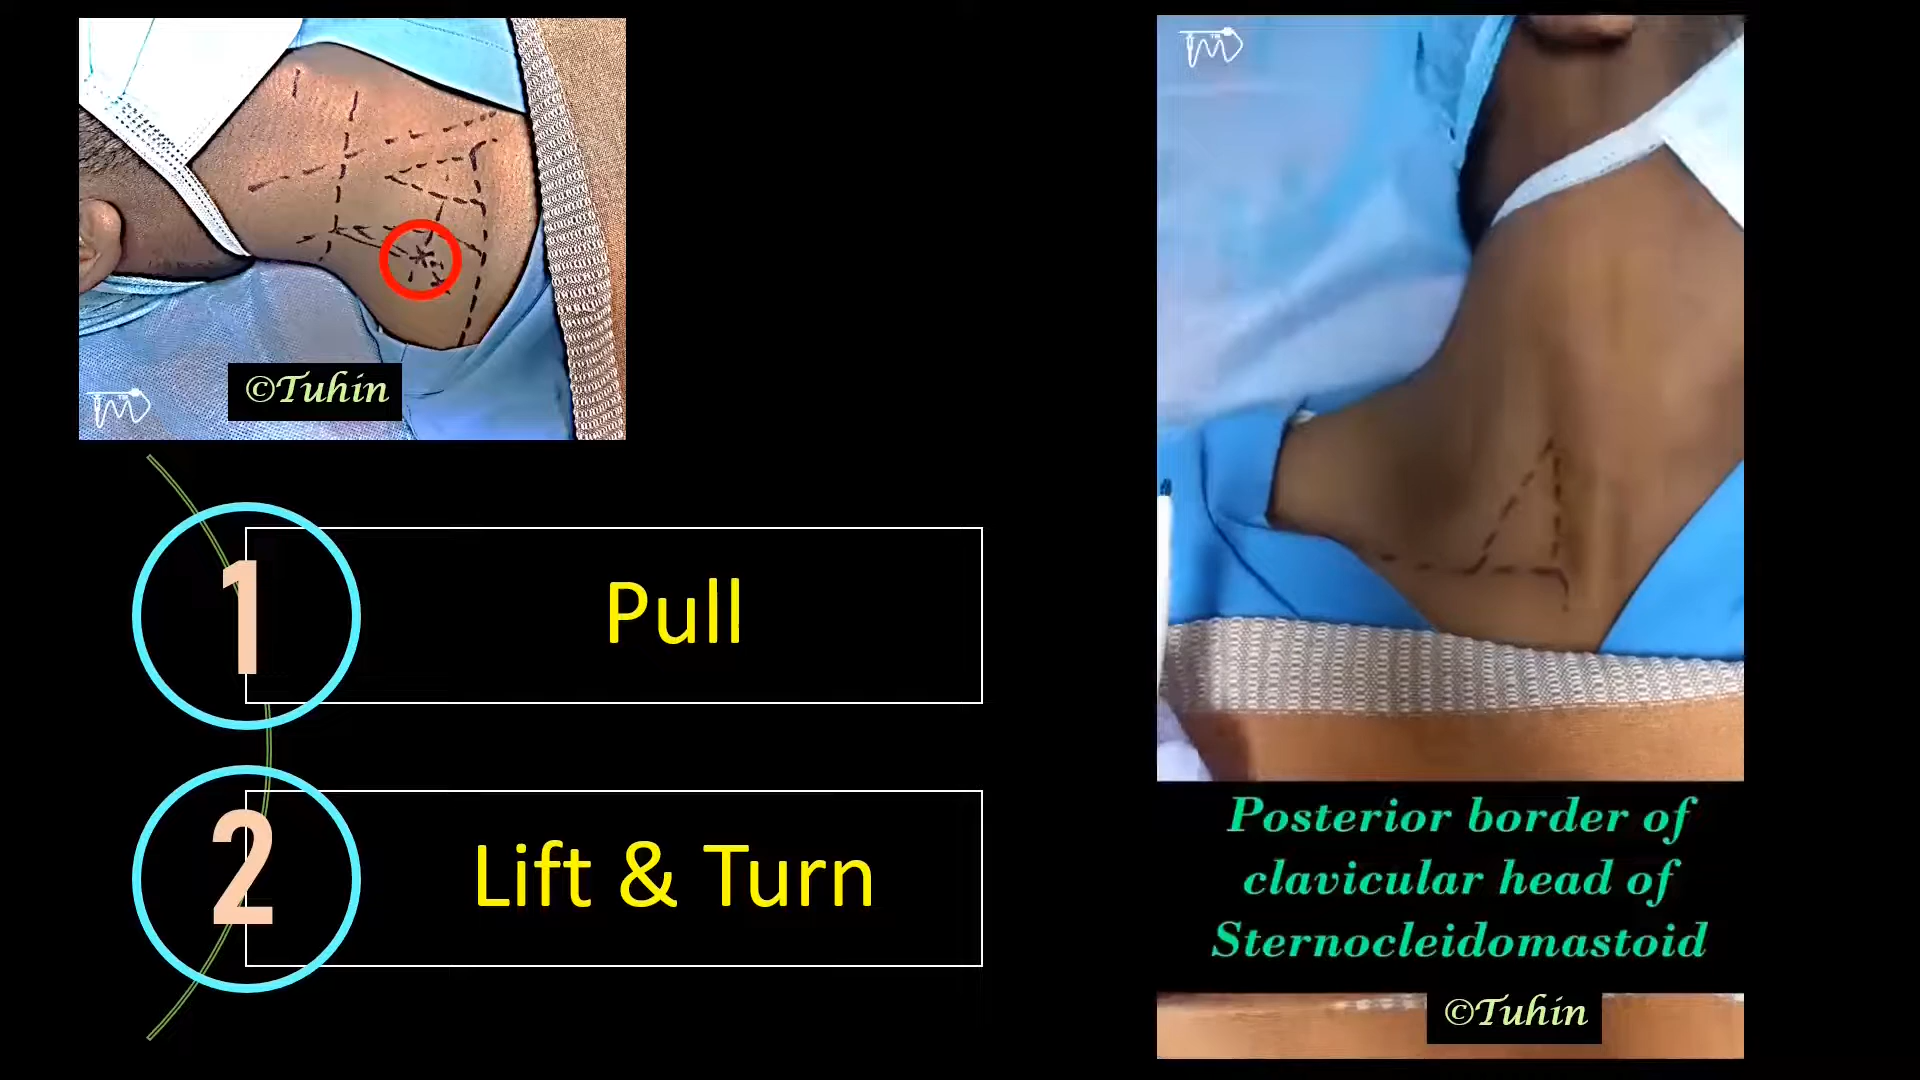 ©Tuhin
1
Pull
2
Lift & Turn
Posterior border of
clavicular head of
Sternocleidomastoid
©Tuhin